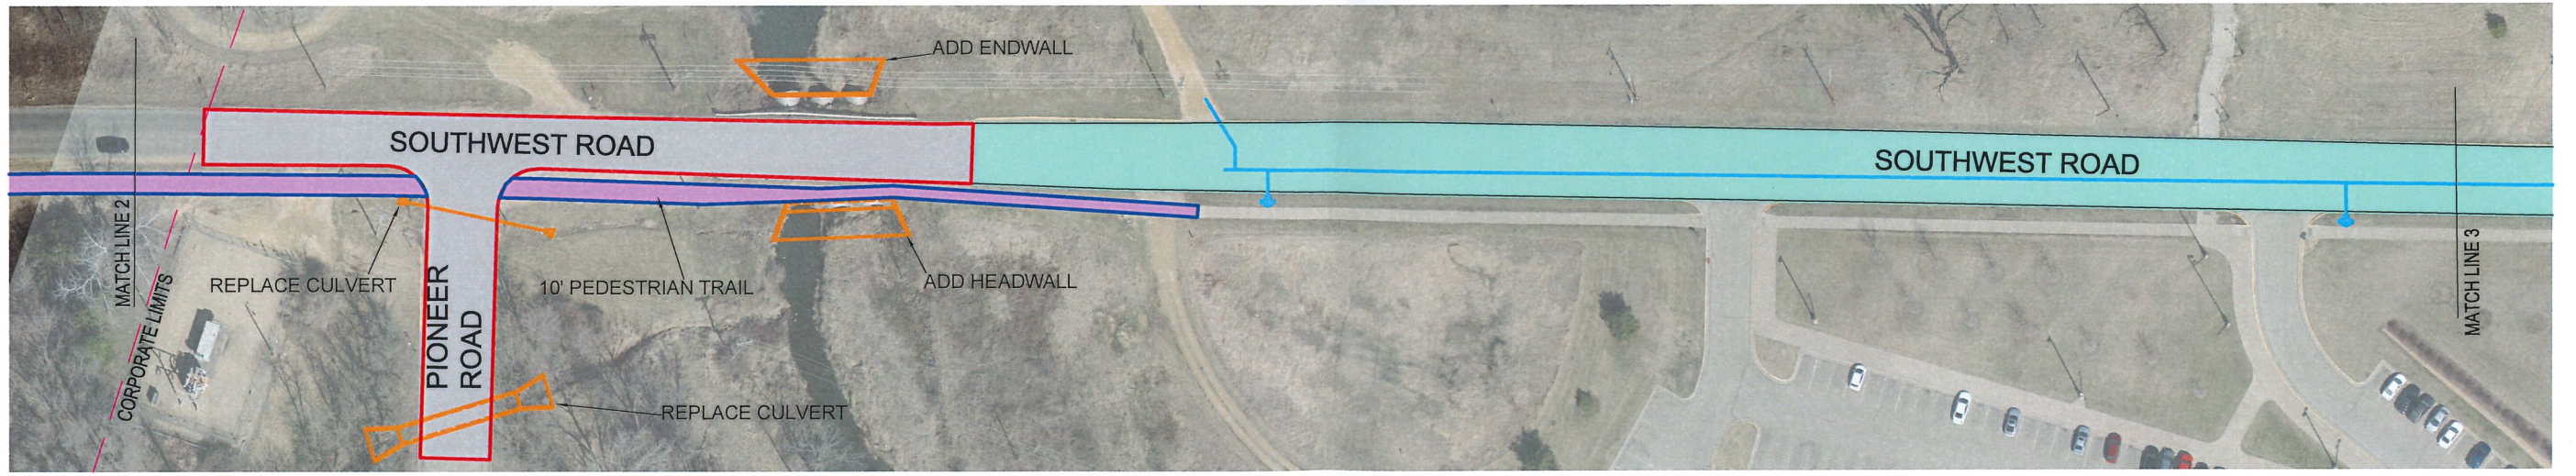 ADD ENDWALL
SOUTHWEST ROAD
SOUTHWEST ROAD
MATCH LINE 2
CORPORATE LIMITS
REPLACE CULVERT
PIONEER
ROAD
10' PEDESTRIAN TRAIL
ADD HEADWALL
REPLACE CULVERT
MATCH LINE 3